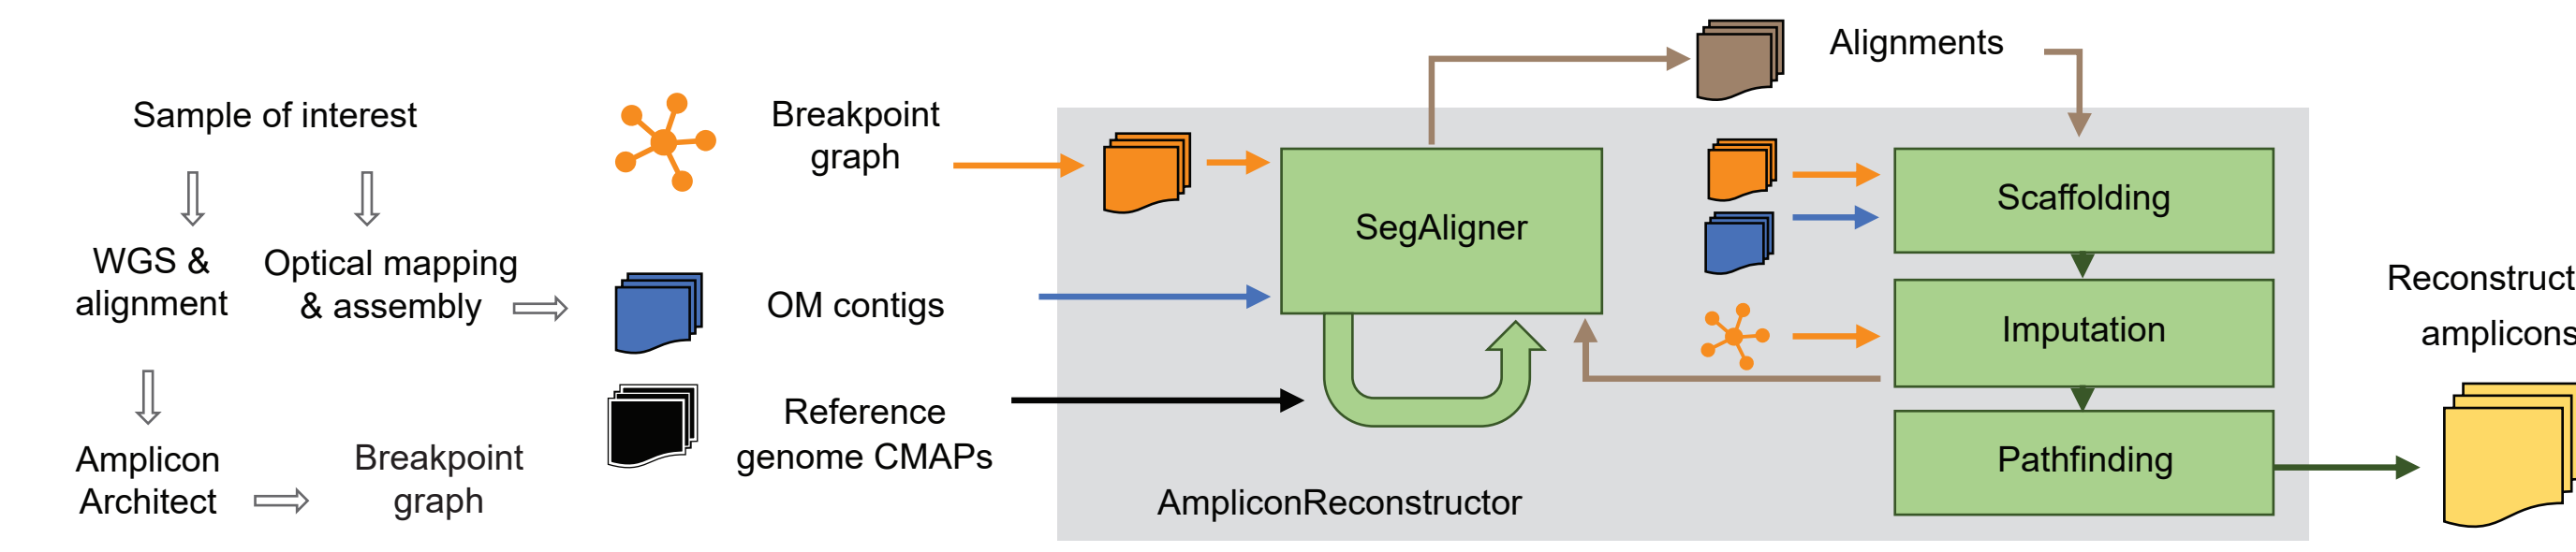 Sample of interest
WGS &
alignment
Optical mapping
& assembly
Amplicon
Architect
Breakpoint
graph
Breakpoint
graph
OM contigs
Reference
genome CMAPs
AmpliconReconstructor
SegAligner
Alignments
Scaffolding
Imputation
Pathfinding
Reconstruct
amplicons